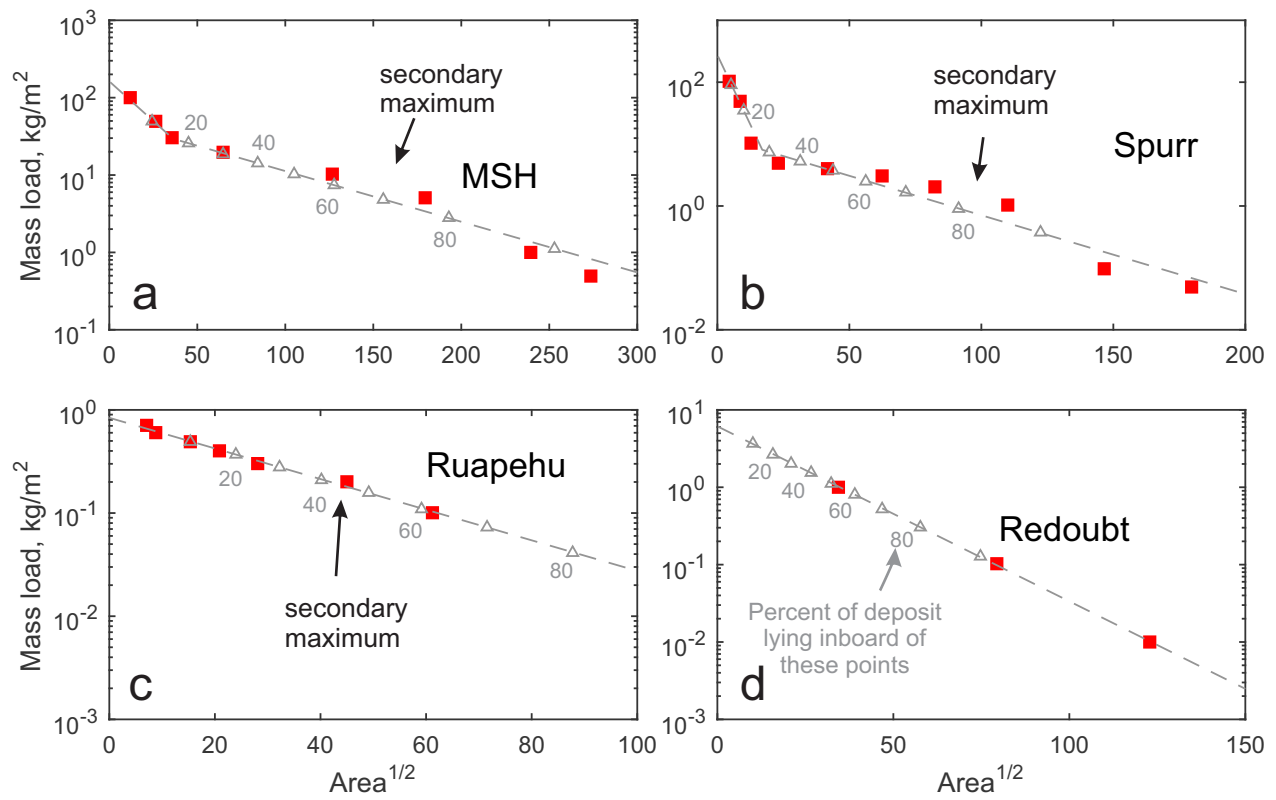 10^3
10^2
10^1
10^0
10^-1
Mass load, kg/m^2
secondary
maximum
20
40
60
80
MSH
a
0 50 100 150 200 250 300
10^2
10^0
10^-2
secondary
maximum
20
40
60
80
Spurr
b
0 50 100 150 200
10^0
10^-1
10^-2
10^-3
Mass load, kg/m^2
Ruapehu
20
40
60
80
secondary
maximum
c
0 20 40 60 80 100
Area^1/2
10^1
10^0
10^-1
10^-2
10^-3
20
40
60
80
Redoubt
Percent of deposit
lying inboard of
these points
d
0 50 100 150
Area^1/2